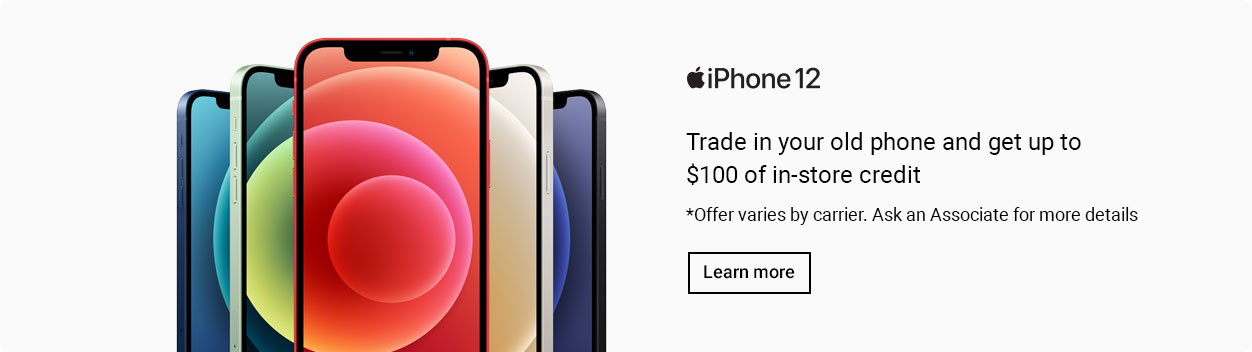 iPhone 12
Trade in your old phone and get up to
$100 of in-store credit
*Offer varies by carrier. Ask an Associate for more details
Learn more